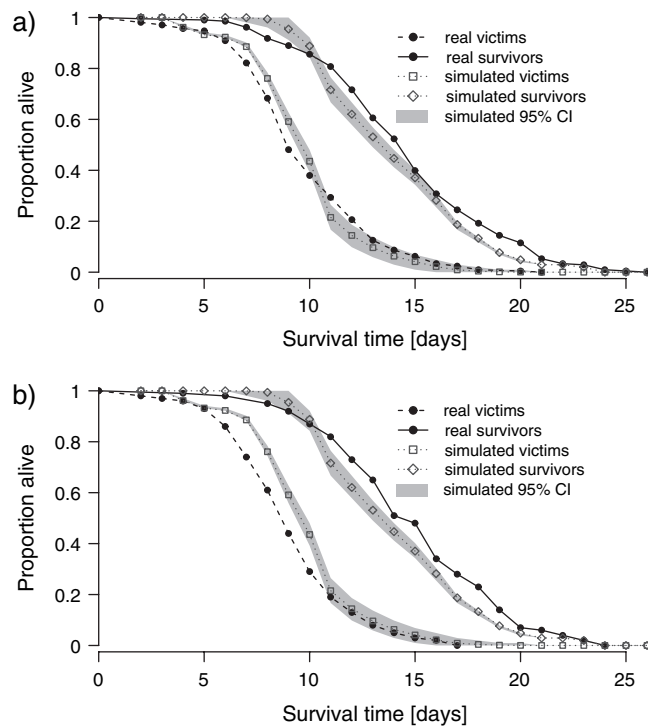 a)
Proportion alive
1
0.8
0.6
0.4
0.2
0
real victims
real survivors
simulated victims
simulated survivors
simulated 95% CI
0 5 10 15 20 25
Survival time [days]
b)
Proportion alive
1
0.8
0.6
0.4
0.2
0
real victims
real survivors
simulated victims
simulated survivors
simulated 95% CI
0 5 10 15 20 25
Survival time [days]